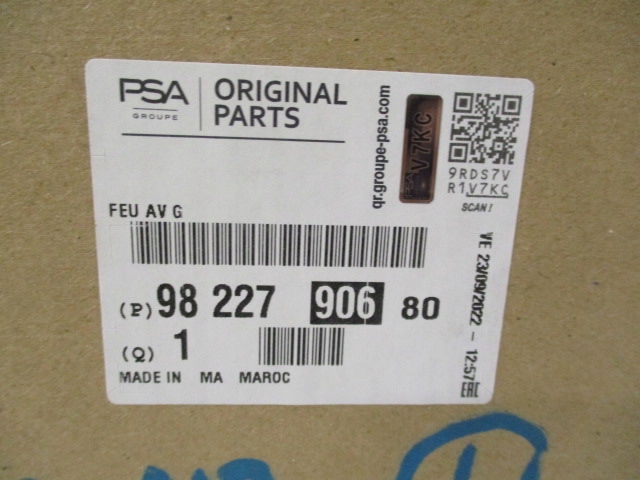 PSA
GROUPE
ORIGINAL
PARTS
qr.groupe-psa.com
PSA V7KC
9RDS7V
R1V7KC
SCAN!
FEU AV G
(P) 98 227 906 80
(Q) 1
MADE IN MA MAROC
VE 23/09/2022 - 12:57
EAC